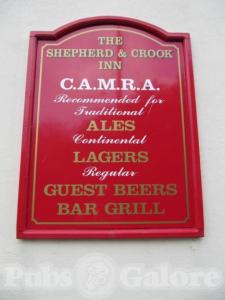 THE
SHEPHERD & CROOK
INN
C.A.M.R.A.
Recommended for
Traditional
ALES
Continental
LAGERS
Regular
GUEST BEERS
BAR GRILL
Pubs Galore